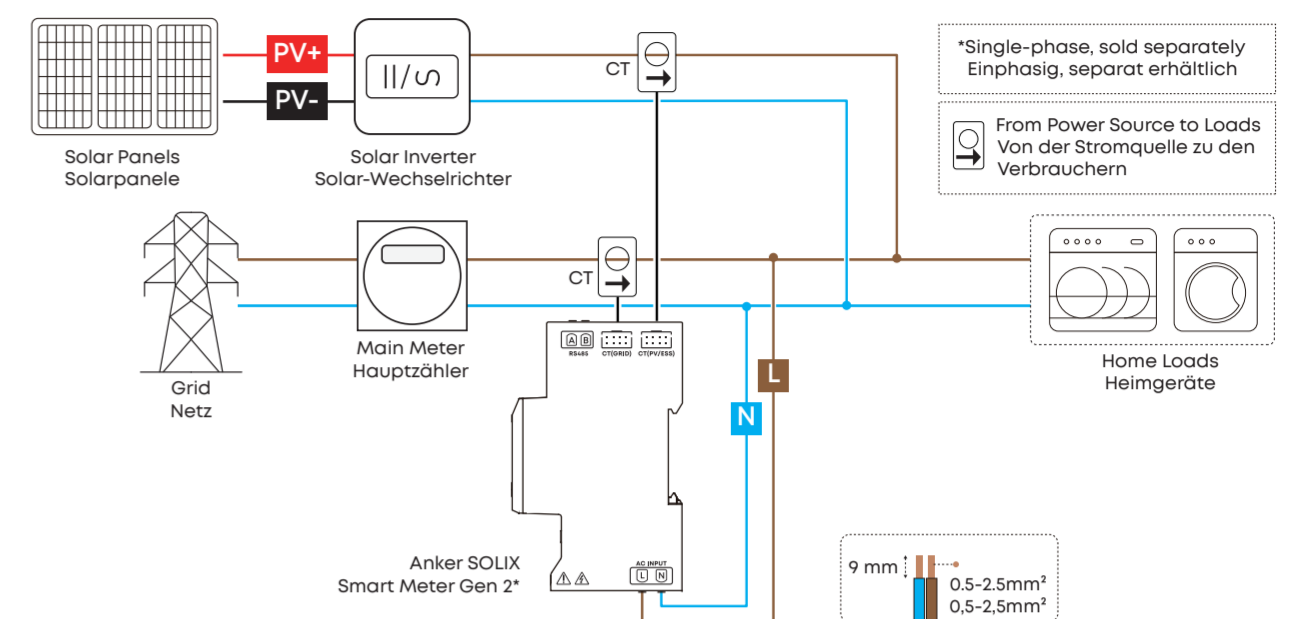 PV+
PV-
CT
Solar Panels
Solarpanele
Solar Inverter
Solar-Wechselrichter
*Single-phase, sold separately
Einphasig, separat erhältlich
From Power Source to Loads
Von der Stromquelle zu den
Verbrauchern
CT
Grid
Netz
Main Meter
Hauptzähler
A B
RS485
CT(GRID)
CT(PV/ESS)
L
N
Home Loads
Heimgeräte
Anker SOLIX
Smart Meter Gen 2*
AC INPUT
L N
9 mm
0.5-2.5mm²
0,5-2,5mm²